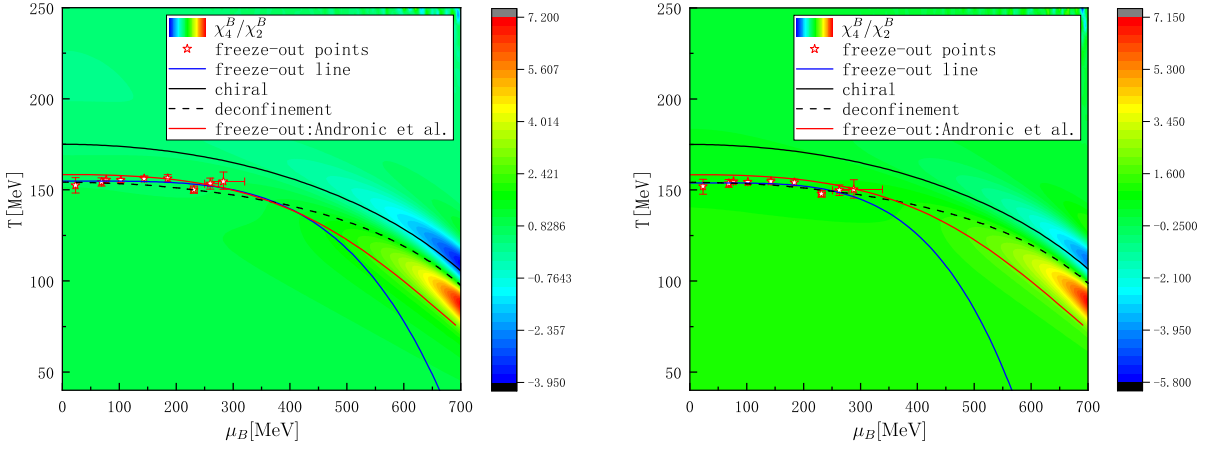 250
200
150
100
50
T[MeV]
0 100 200 300 400 500 600 700
μ_B[MeV]
χ₄ᴮ/χ₂ᴮ
freeze-out points
freeze-out line
chiral
deconfinement
freeze-out:Andronic et al.
7.200
5.607
4.014
2.421
0.8286
-0.7643
-2.357
-3.950
250
200
150
100
50
T[MeV]
0 100 200 300 400 500 600 700
μ_B[MeV]
χ₄ᴮ/χ₂ᴮ
freeze-out points
freeze-out line
chiral
deconfinement
freeze-out:Andronic et al.
7.150
5.300
3.450
1.600
-0.2500
-2.100
-3.950
-5.800